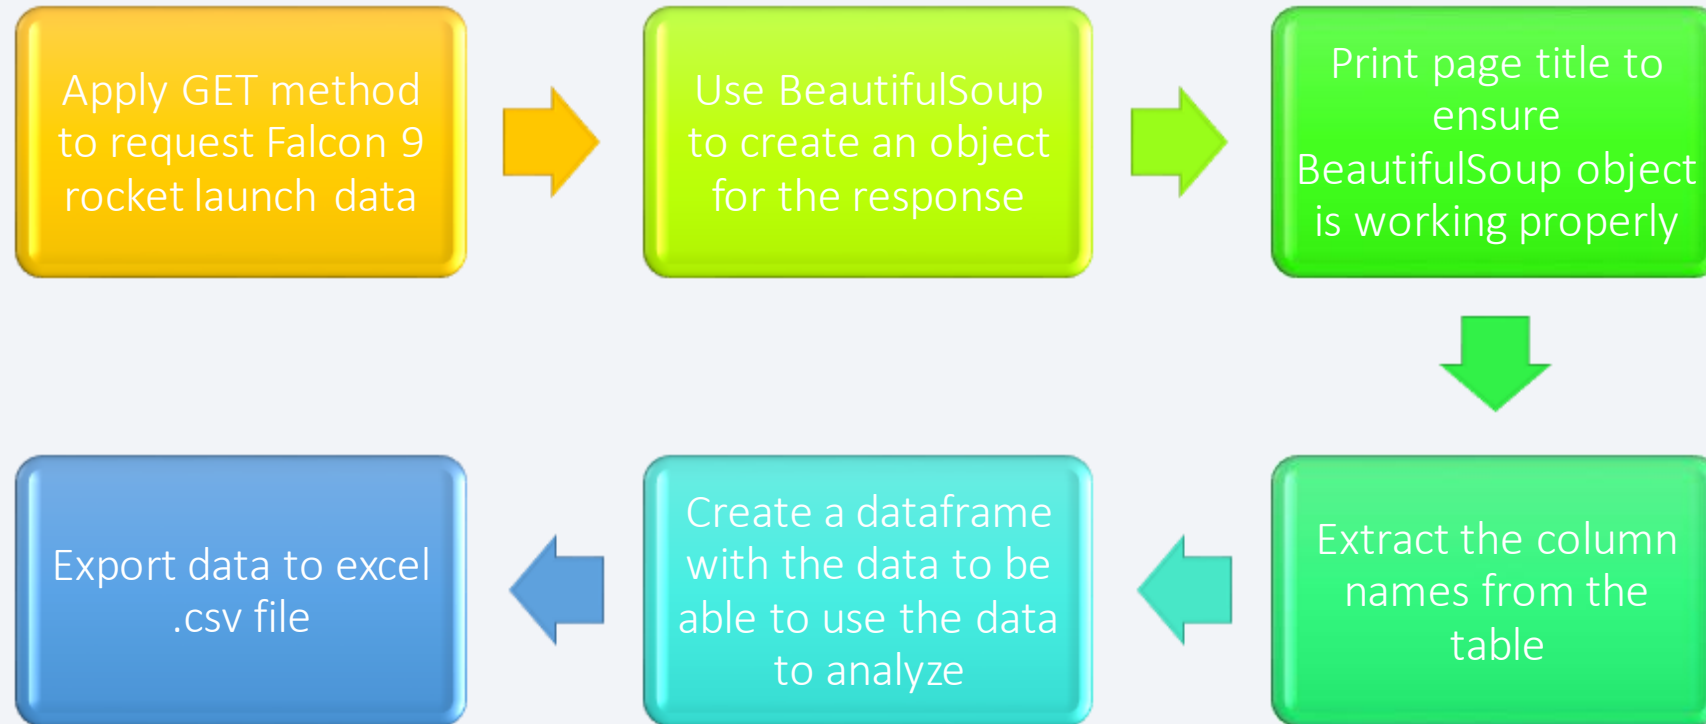 Apply GET method
to request Falcon 9
rocket launch data
Use BeautifulSoup
to create an object
for the response
Print page title to
ensure
BeautifulSoup object
is working properly
Extract the column
names from the
table
Create a dataframe
with the data to be
able to use the data
to analyze
Export data to excel
.csv file